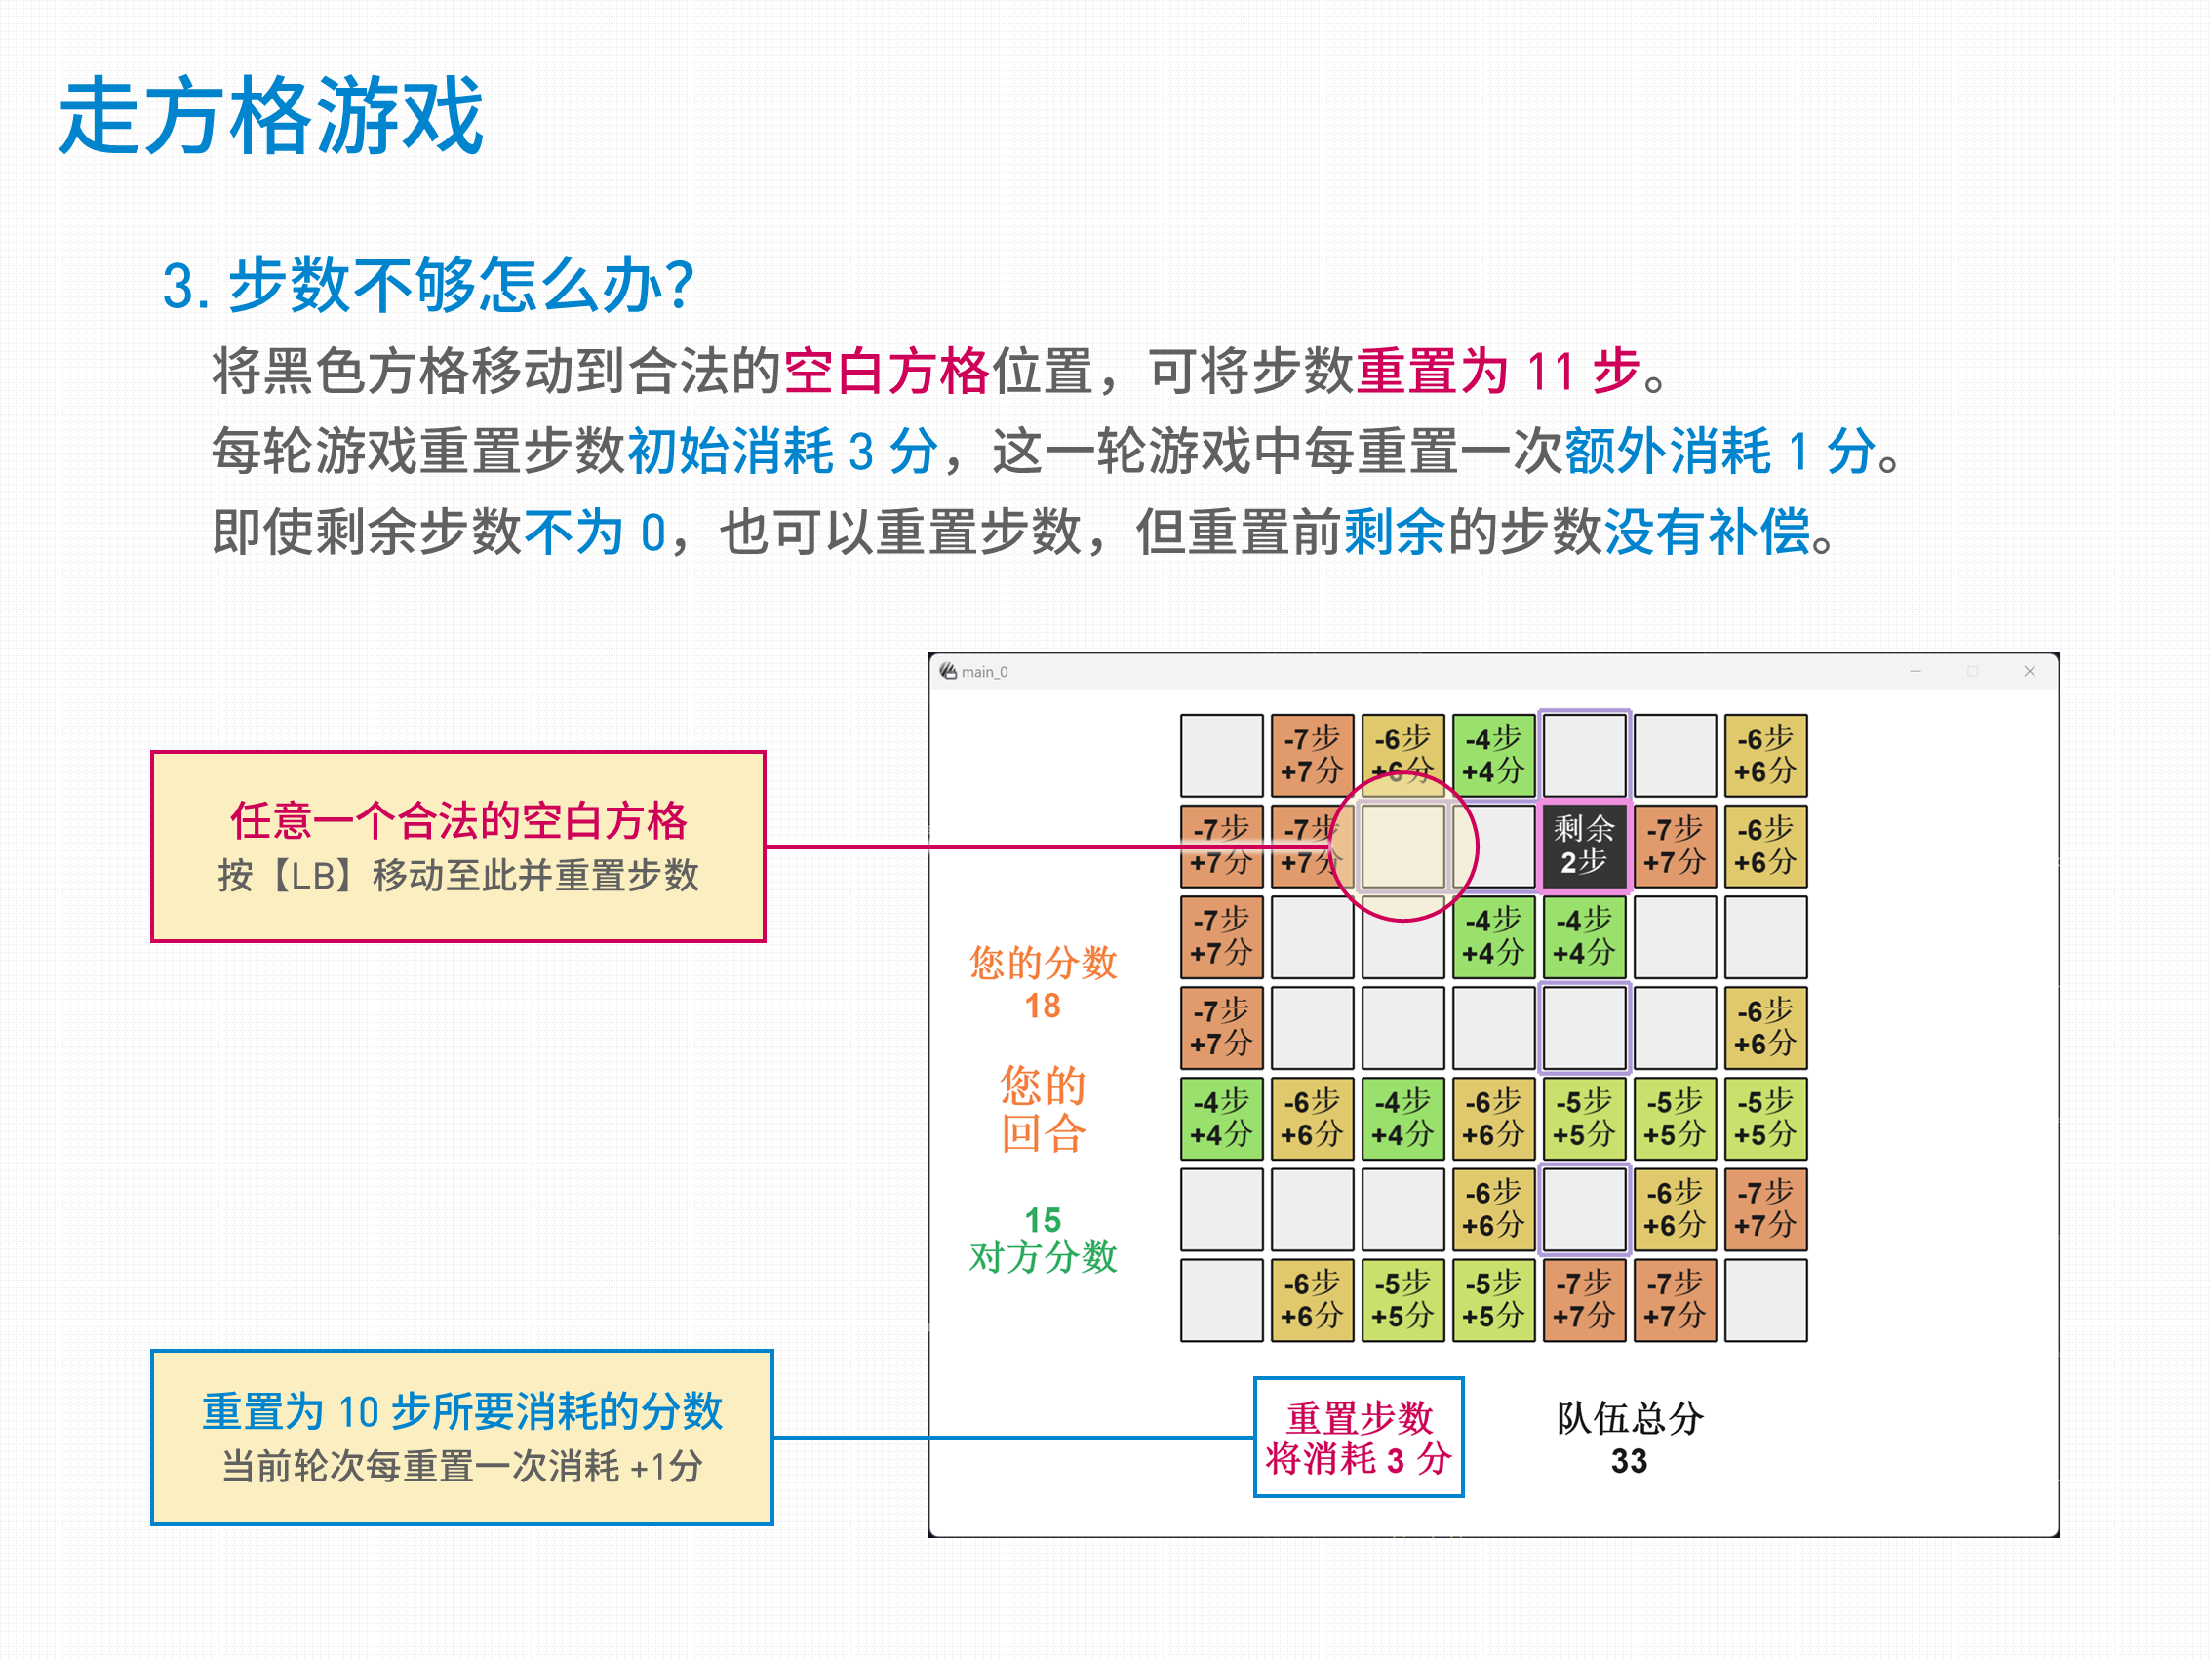 走方格游戏
3. 步数不够怎么办？
将黑色方格移动到合法的空白方格位置，可将步数重置为 11 步。
每轮游戏重置步数初始消耗 3 分，这一轮游戏中每重置一次额外消耗 1 分。
即使剩余步数不为 0，也可以重置步数，但重置前剩余的步数没有补偿。
任意一个合法的空白方格
按【LB】移动至此并重置步数
重置为 10 步所要消耗的分数
当前轮次每重置一次消耗 +1分
main_0
您的分数
18
您的
回合
15
对方分数
-7步 -6步 -4步 -6步
+7分 +6分 +4分 +6分
-7步 -7步 剩余 -7步 -6步
+7分 +7分 2步 +7分 +6分
-7步 -4步 -4步
+7分 +4分 +4分
-7步 -6步
+7分 +6分
-4步 -6步 -4步 -6步 -5步 -5步 -5步
+4分 +6分 +4分 +6分 +5分 +5分 +5分
-6步 -6步 -7步
+6分 +6分 +7分
-6步 -5步 -5步 -7步 -7步
+6分 +5分 +5分 +7分 +7分
重置步数
将消耗 3 分
队伍总分
33